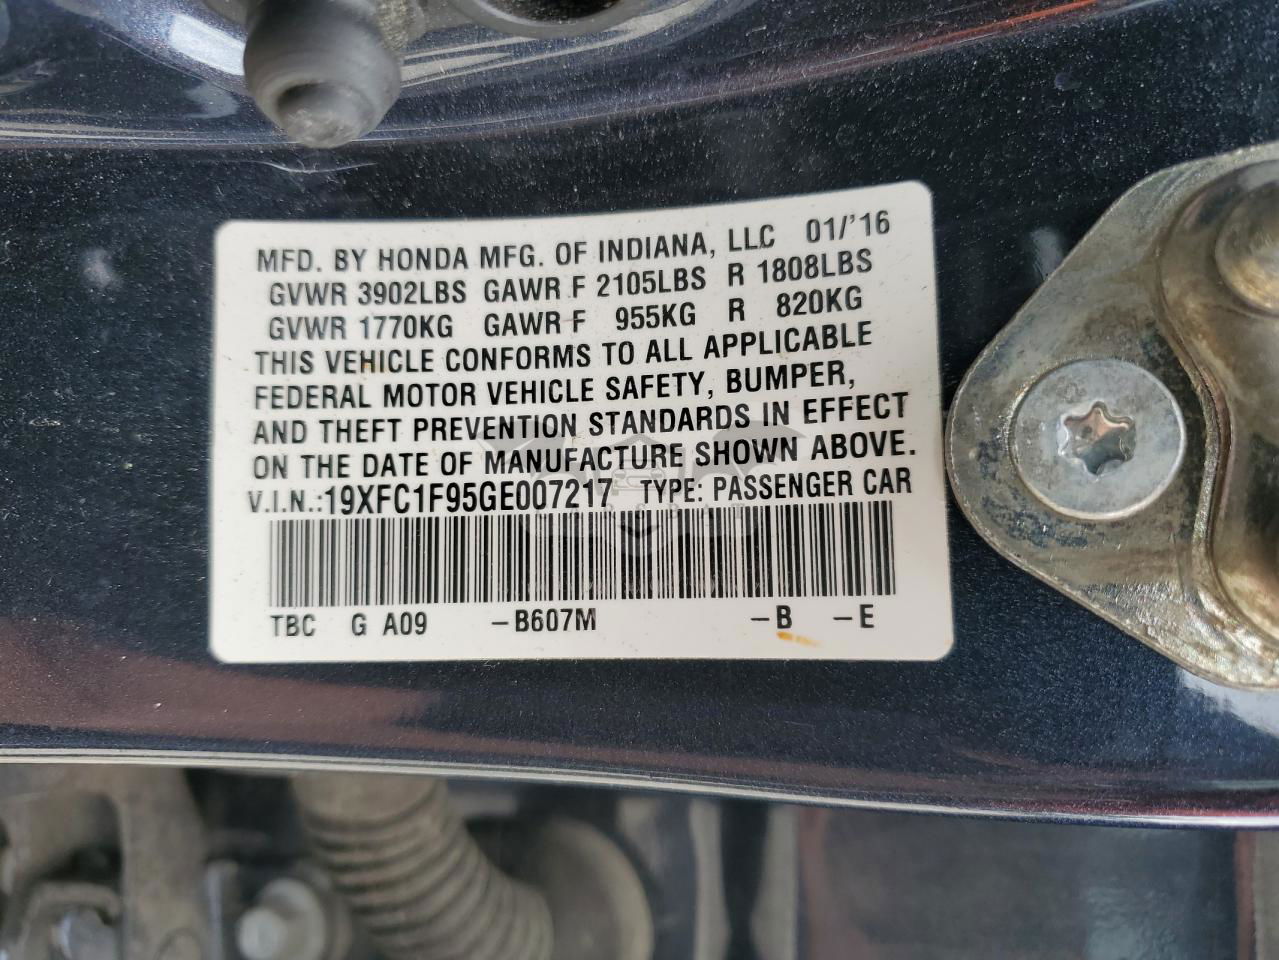 MFD. BY HONDA MFG. OF INDIANA, LLC 01/'16
GVWR 3902LBS GAWR F 2105LBS R 1808LBS
GVWR 1770KG GAWR F 955KG R 820KG
THIS VEHICLE CONFORMS TO ALL APPLICABLE
FEDERAL MOTOR VEHICLE SAFETY, BUMPER,
AND THEFT PREVENTION STANDARDS IN EFFECT
ON THE DATE OF MANUFACTURE SHOWN ABOVE.
V.I.N.:19XFC1F95GE007217 TYPE: PASSENGER CAR
TBC G A09 -B607M -B -E